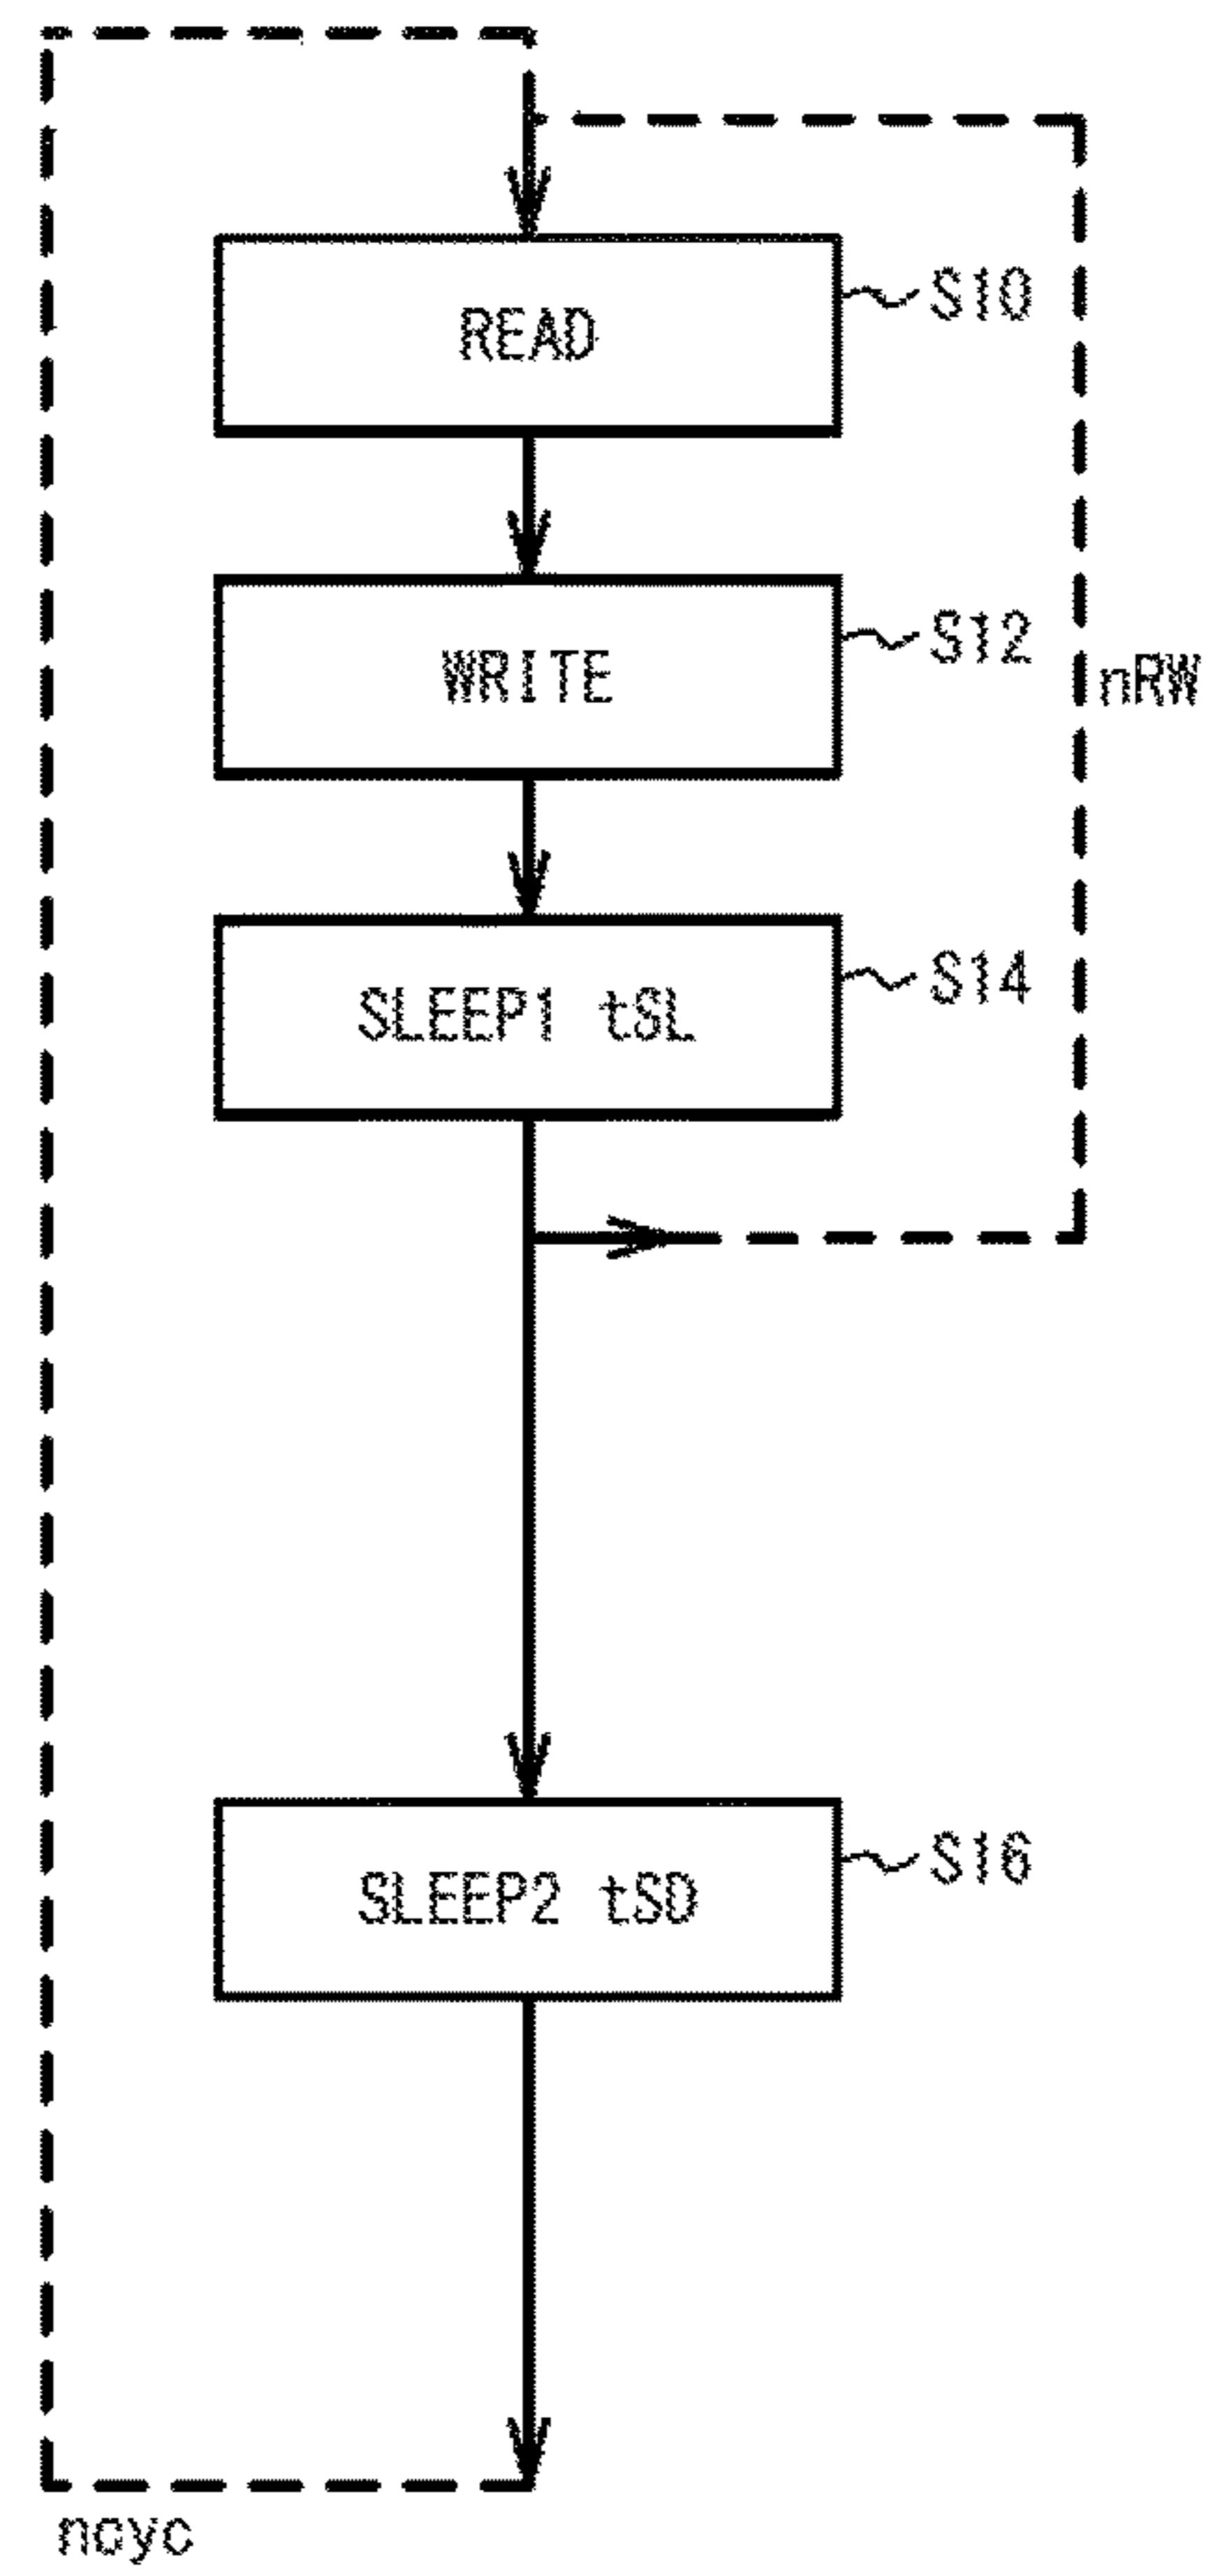 READ
S10
WRITE
S12
nRW
SLEEP1 tSL
S14
SLEEP2 tSD
S16
ncyc